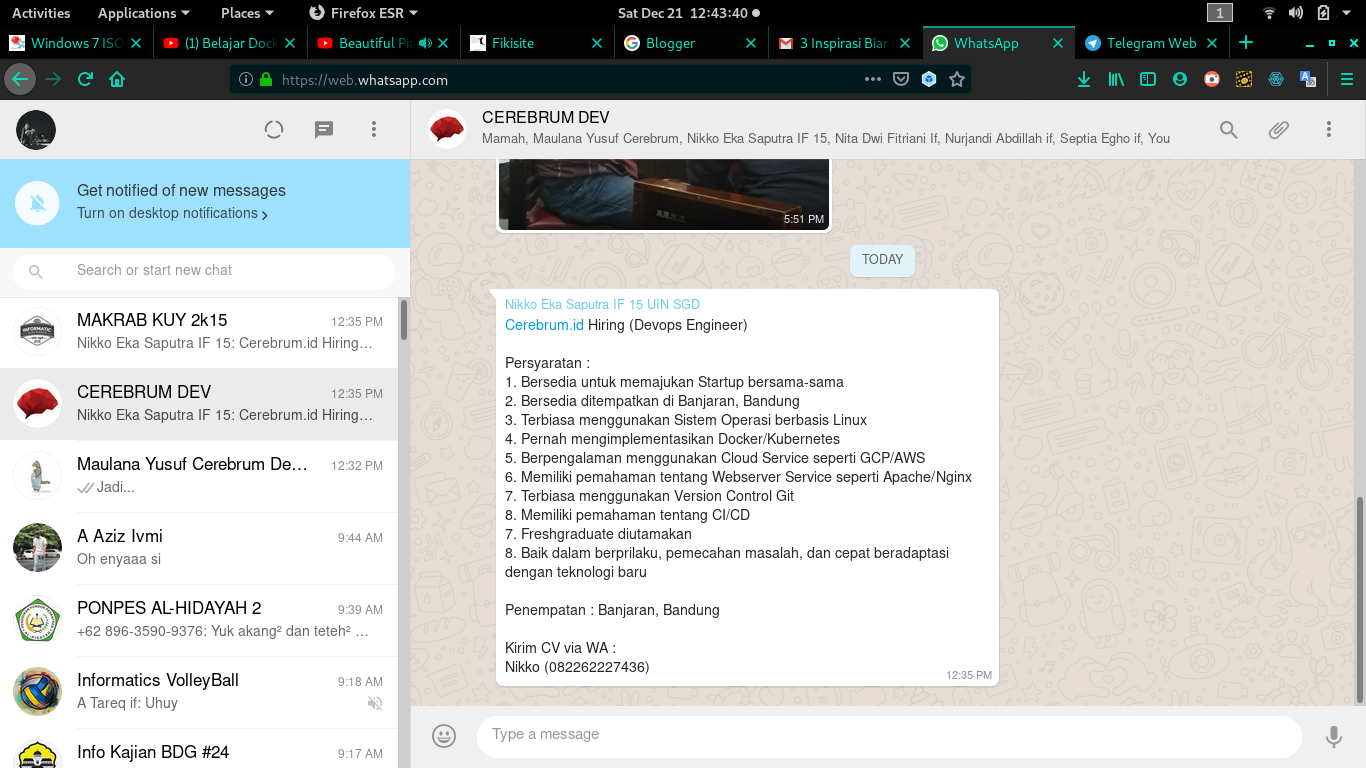 Activities Applications Places Firefox ESR Sat Dec 21 12:43:40 1
Windows 7 ISO (1) Belajar Dock Beautiful Pia Fikisite Blogger 3 Inspirasi Biar WhatsApp Telegram Web
https://web.whatsapp.com
CEREBRUM DEV
Mamah, Maulana Yusuf Cerebrum, Nikko Eka Saputra IF 15, Nita Dwi Fitriani If, Nurjandi Abdillah if, Septia Egho if, You
Get notified of new messages
Turn on desktop notifications
Search or start new chat
MAKRAB KUY 2k15 12:35 PM
Nikko Eka Saputra IF 15: Cerebrum.id Hiring…
CEREBRUM DEV 12:35 PM
Nikko Eka Saputra IF 15: Cerebrum.id Hiring…
Maulana Yusuf Cerebrum De… 12:32 PM
Jadi...
A Aziz Ivmi 9:44 AM
Oh enyaaa si
PONPES AL-HIDAYAH 2 9:39 AM
+62 896-3590-9376: Yuk akang² dan teteh² …
Informatics VolleyBall 9:18 AM
A Tareq if: Uhuy
Info Kajian BDG #24 9:17 AM
5:51 PM
TODAY
Nikko Eka Saputra IF 15 UIN SGD
Cerebrum.id Hiring (Devops Engineer)
Persyaratan :
1. Bersedia untuk memajukan Startup bersama-sama
2. Bersedia ditempatkan di Banjaran, Bandung
3. Terbiasa menggunakan Sistem Operasi berbasis Linux
4. Pernah mengimplementasikan Docker/Kubernetes
5. Berpengalaman menggunakan Cloud Service seperti GCP/AWS
6. Memiliki pemahaman tentang Webserver Service seperti Apache/Nginx
7. Terbiasa menggunakan Version Control Git
8. Memiliki pemahaman tentang CI/CD
7. Freshgraduate diutamakan
8. Baik dalam berprilaku, pemecahan masalah, dan cepat beradaptasi
dengan teknologi baru
Penempatan : Banjaran, Bandung
Kirim CV via WA :
Nikko (082262227436)
12:35 PM
Type a message